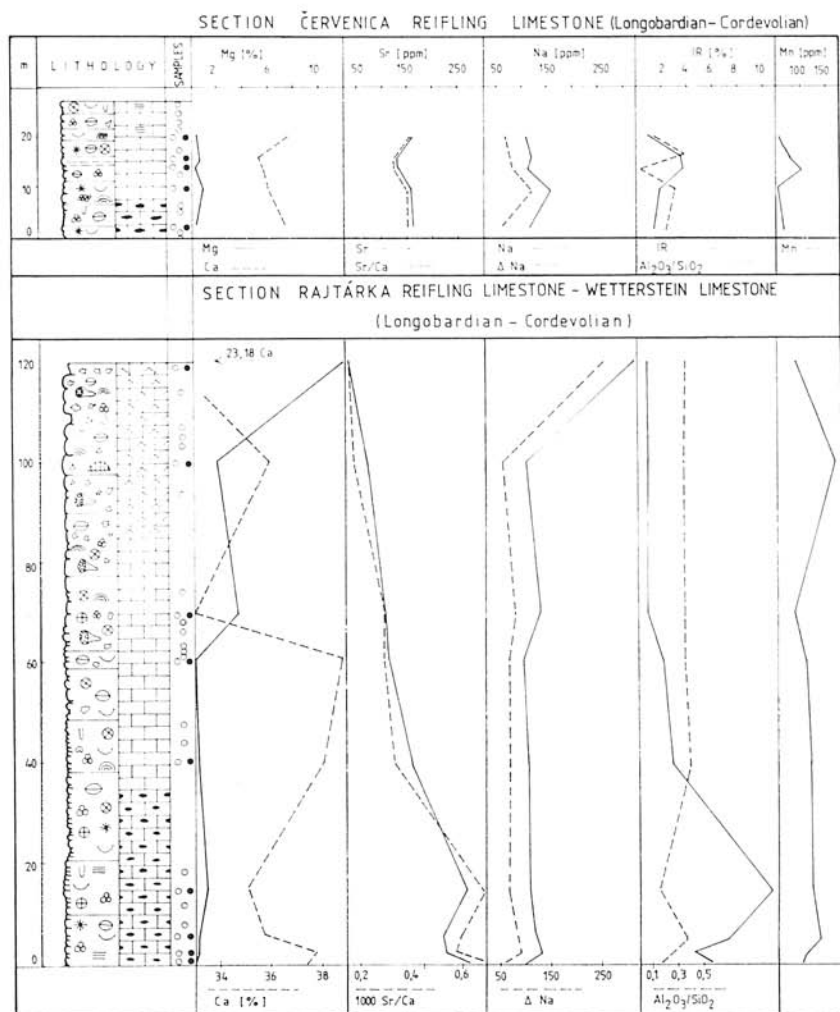 SECTION ČERVENICA REIFLING LIMESTONE (Longobardian–Cordevolian)
m LITHOLOGY SAMPLES Mg [%] Sr [ppm] Na [ppm] IR [%] Mn [ppm]
2 6 10 50 150 250 50 150 250 2 4 6 8 10 100 150
20
10
0
Mg Sr Na IR Mn
Ca Sr/Ca Δ Na Al₂O₃/SiO₂
SECTION RAJTÁRKA REIFLING LIMESTONE – WETTERSTEIN LIMESTONE
(Longobardian – Cordevolian)
120
23,18 Ca
100
80
60
40
20
0
34 36 38 0,2 0,4 0,6 50 150 250 0,1 0,3 0,5
Ca [%] 1000 Sr/Ca Δ Na Al₂O₃/SiO₂